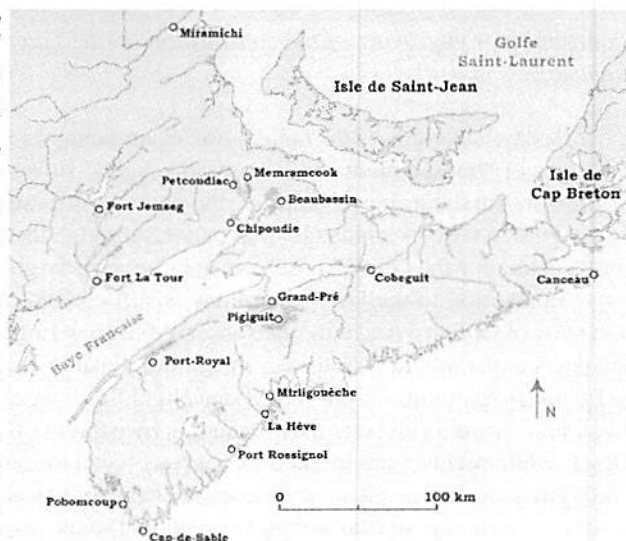 Miramichi
Golfe
Saint-Laurent
Isle de Saint-Jean
Memramcook
Petcoudiac
Isle de
Cap Breton
Beaubassin
Fort Jemseg
Chipoudie
Cobeguit
Canceau
Fort La Tour
Grand-Pré
Pigiguit
Baye Française
Port-Royal
Mirligouèche
La Hève
N
Port Rossignol
0 100 km
Pobomcoup
Cap-de-Sable